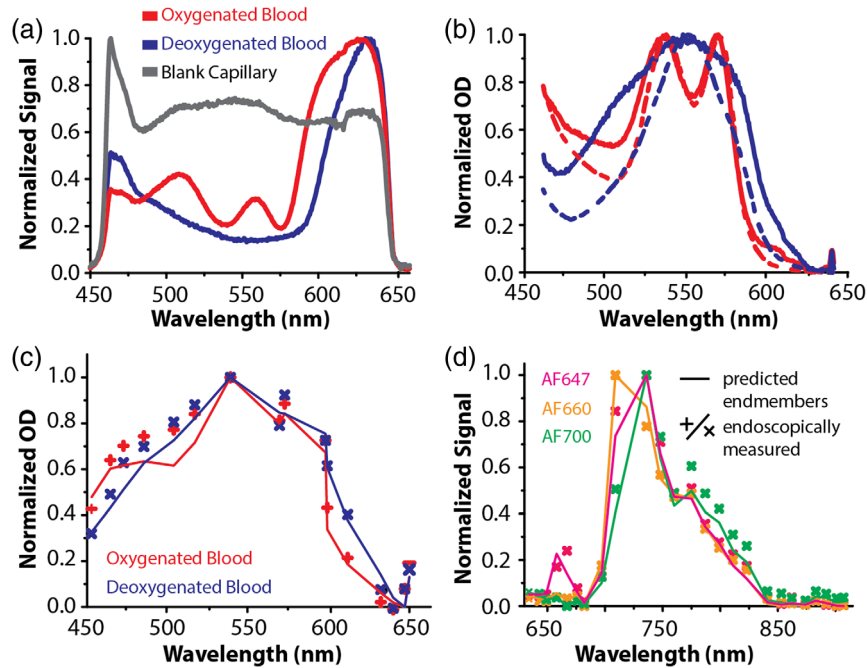 (a)
Oxygenated Blood
Deoxygenated Blood
Blank Capillary
Normalized Signal
1.0
0.8
0.6
0.4
0.2
0.0
450 500 550 600 650
Wavelength (nm)
(b)
Normalized OD
1.0
0.8
0.6
0.4
0.2
0.0
500 550 600 650
Wavelength (nm)
(c)
Normalized OD
1.0
0.8
0.6
0.4
0.2
0.0
Oxygenated Blood
Deoxygenated Blood
450 500 550 600 650
Wavelength (nm)
(d)
Normalized Signal
1.0
0.8
0.6
0.4
0.2
0.0
AF647
AF660
AF700
predicted
endmembers
endoscopically
measured
650 750 850
Wavelength (nm)